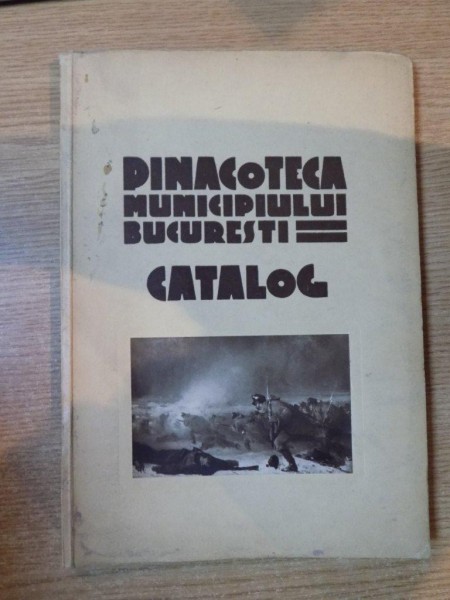 PINACOTECA
MUNICIPIULUI
BUCURESTI
CATALOG